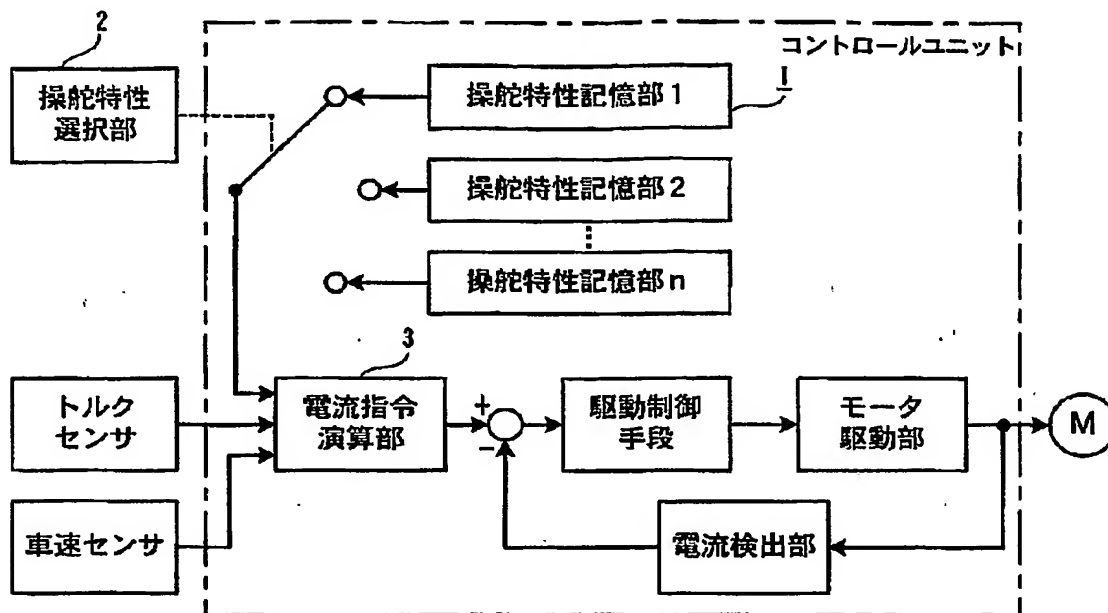 2
コントロールユニット
操舵特性
選択部
操舵特性記憶部1
1
操舵特性記憶部2
操舵特性記憶部n
3
トルク
センサ
電流指令
演算部
+
-
駆動制御
手段
モータ
駆動部
M
車速センサ
電流検出部